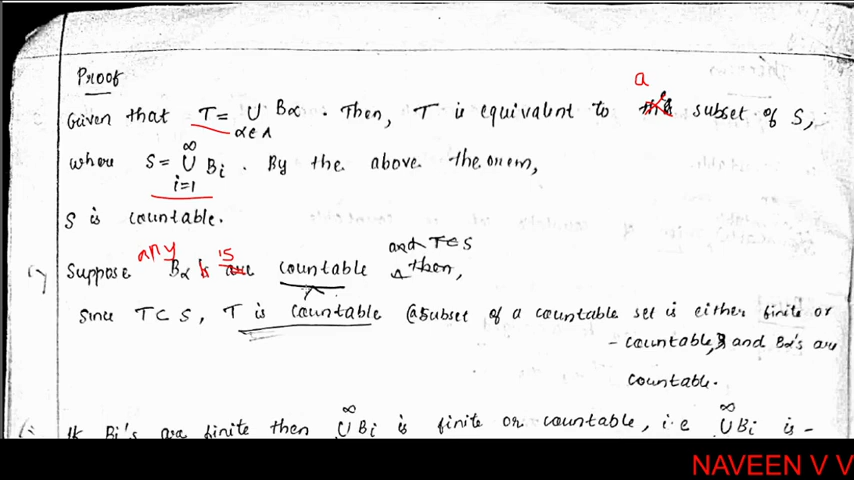 Proof
a
Given that T = ∪ Bα . Then, T is equivalent to subset of S,
α∈Λ
∞
where S = ∪ Bi . By the above theorem,
i=1
S is countable.
any is and T⊂S
Suppose Bα are countable then,
Since T⊂S, T is countable (a subset of a countable set is either finite or
- countable, and Bα's are
countable.
∞ ∞
If Bi's are finite then ∪ Bi is finite or countable, i.e ∪ Bi is -
NAVEEN V V